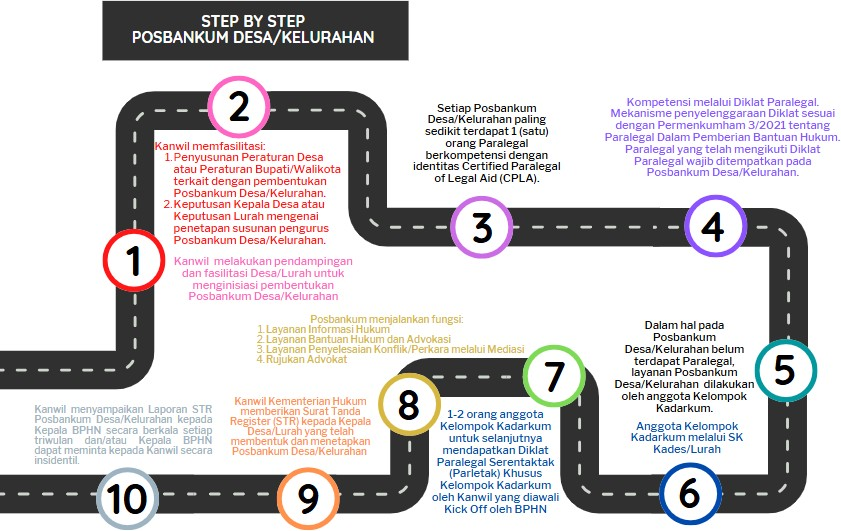 STEP BY STEP
POSBANKUM DESA/KELURAHAN
1
Kanwil memfasilitasi:
1. Penyusunan Peraturan Desa
atau Peraturan Bupati/Walikota
terkait dengan pembentukan
Posbankum Desa/Kelurahan.
2. Keputusan Kepala Desa atau
Keputusan Lurah mengenai
penetapan susunan pengurus
Posbankum Desa/Kelurahan.
2
Kanwil melakukan pendampingan
dan fasilitasi Desa/Lurah untuk
menginisiasi pembentukan
Posbankum Desa/Kelurahan
3
Setiap Posbankum
Desa/Kelurahan paling
sedikit terdapat 1 (satu)
orang Paralegal
berkompetensi dengan
identitas Certified Paralegal
of Legal Aid (CPLA).
4
Kompetensi melalui Diklat Paralegal.
Mekanisme penyelenggaraan Diklat sesuai
dengan Permenkumham 3/2021 tentang
Paralegal Dalam Pemberian Bantuan Hukum.
Paralegal yang telah mengikuti Diklat
Paralegal wajib ditempatkan pada
Posbankum Desa/Kelurahan.
5
Dalam hal pada
Posbankum
Desa/Kelurahan belum
terdapat Paralegal,
layanan Posbankum
Desa/Kelurahan dilakukan
oleh anggota Kelompok
Kadarkum.
6
Anggota Kelompok
Kadarkum melalui SK
Kades/Lurah
7
1-2 orang anggota
Kelompok Kadarkum
untuk selanjutnya
mendapatkan Diklat
Paralegal Serentaktak
(Parletak) Khusus
Kelompok Kadarkum
oleh Kanwil yang diawali
Kick Off oleh BPHN
8
Posbankum menjalankan fungsi:
1. Layanan Informasi Hukum
2. Layanan Bantuan Hukum dan Advokasi
3. Layanan Penyelesaian Konflik/Perkara melalui Mediasi
4. Rujukan Advokat
9
Kanwil Kementerian Hukum
memberikan Surat Tanda
Register (STR) kepada Kepala
Desa/Lurah yang telah
membentuk dan menetapkan
Posbankum Desa/Kelurahan
10
Kanwil menyampaikan Laporan STR
Posbankum Desa/Kelurahan kepada
Kepala BPHN secara berkala setiap
triwulan dan/atau Kepala BPHN
dapat meminta kepada Kanwil secara
insidentil.